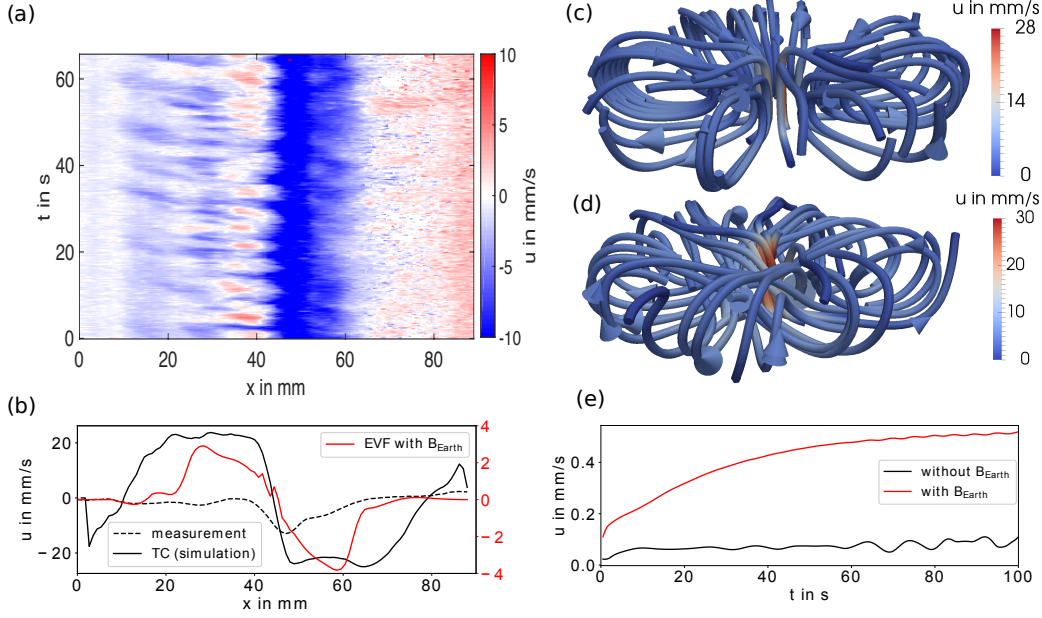 (a)
t in s
60
40
20
0
0 20 40 60 80
x in mm
10
5
0
-5
-10
u in mm/s
(c)
u in mm/s
28
14
0
(d)
u in mm/s
30
20
10
0
(b)
u in mm/s
20
0
−20
4
2
0
−2
−4
EVF with B_Earth
measurement
TC (simulation)
0 20 40 60 80
x in mm
(e)
u in mm/s
0.4
0.2
0.0
without B_Earth
with B_Earth
0 20 40 60 80 100
t in s